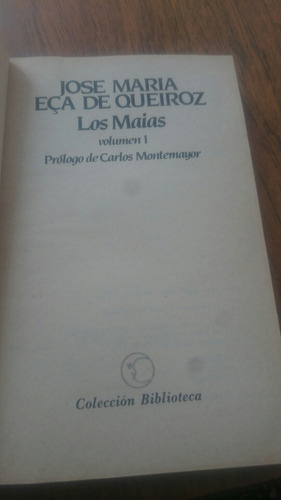 JOSE MARIA
EÇA DE QUEIROZ
Los Maias
volumen 1
Prólogo de Carlos Montemayor
Colección Biblioteca